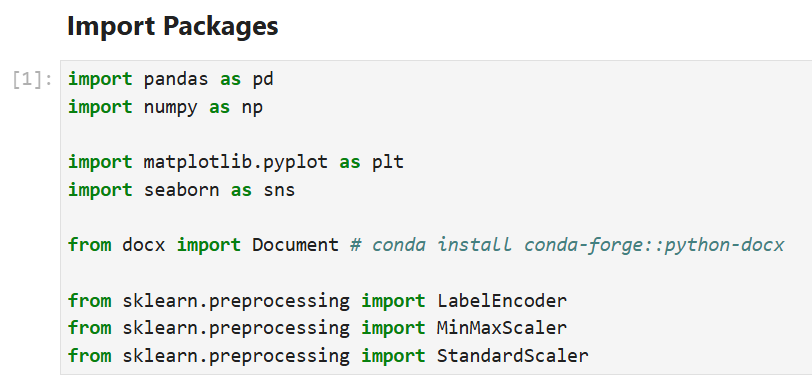 Import Packages
[1]:
import pandas as pd
import numpy as np
import matplotlib.pyplot as plt
import seaborn as sns
from docx import Document # conda install conda-forge::python-docx
from sklearn.preprocessing import LabelEncoder
from sklearn.preprocessing import MinMaxScaler
from sklearn.preprocessing import StandardScaler